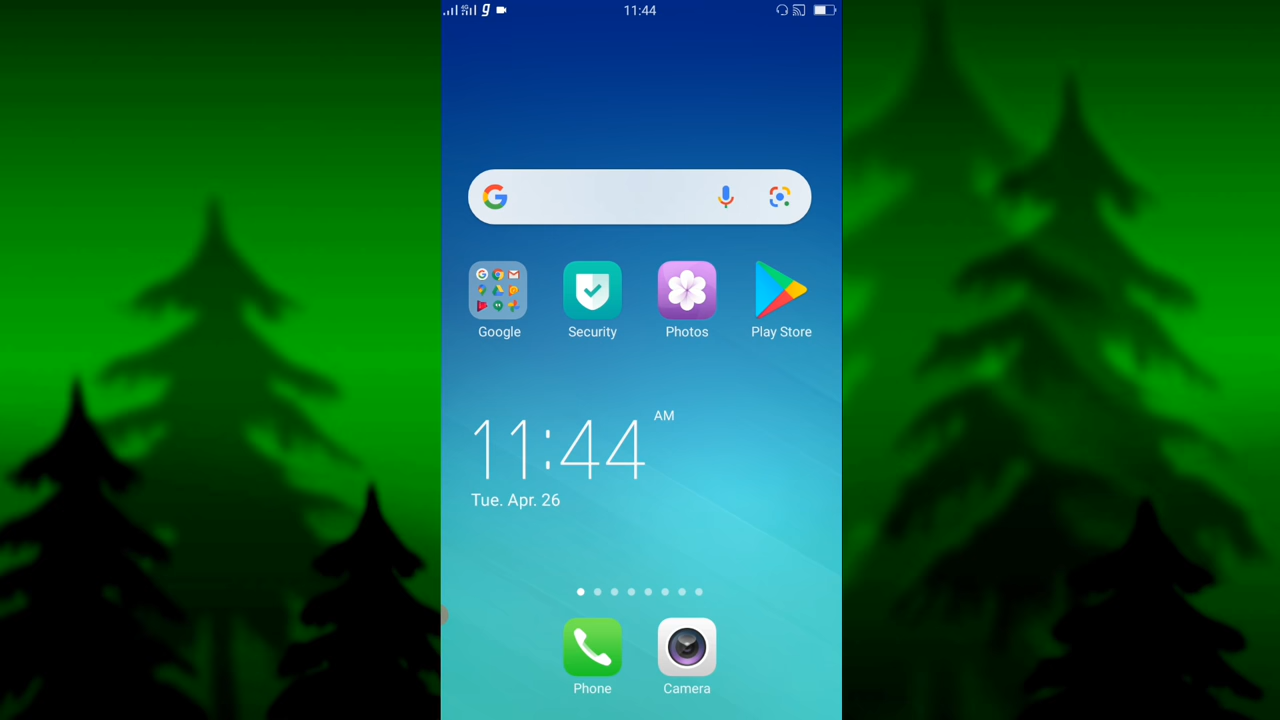 11:44
Google
Security
Photos
Play Store
11:44 AM
Tue. Apr. 26
Phone
Camera